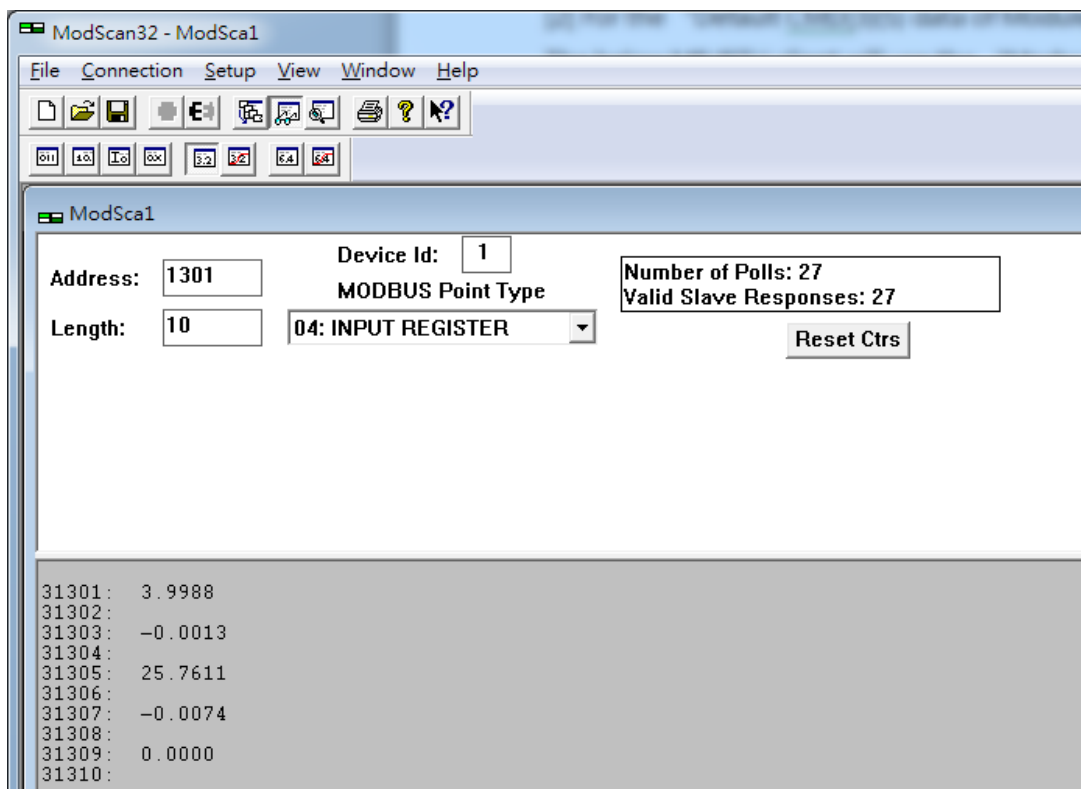 ModScan32 - ModSca1
File Connection Setup View Window Help
ModSca1
Address: 1301
Device Id: 1
MODBUS Point Type
Length: 10
04: INPUT REGISTER
Number of Polls: 27
Valid Slave Responses: 27
Reset Ctrs
31301: 3.9988
31302:
31303: -0.0013
31304:
31305: 25.7611
31306:
31307: -0.0074
31308:
31309: 0.0000
31310: